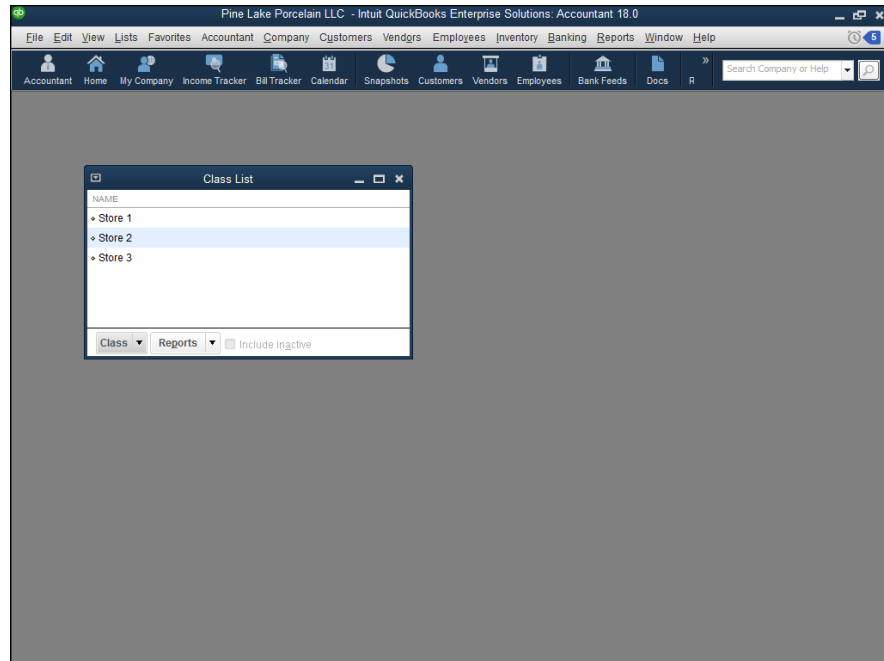 qb
Pine Lake Porcelain LLC - Intuit QuickBooks Enterprise Solutions: Accountant 18.0
File Edit View Lists Favorites Accountant Company Customers Vendors Employees Inventory Banking Reports Window Help 5
Accountant Home My Company Income Tracker Bill Tracker Calendar Snapshots Customers Vendors Employees Bank Feeds Docs R » Search Company or Help
31
Class List
NAME
Store 1
Store 2
Store 3
Class Reports Include inactive